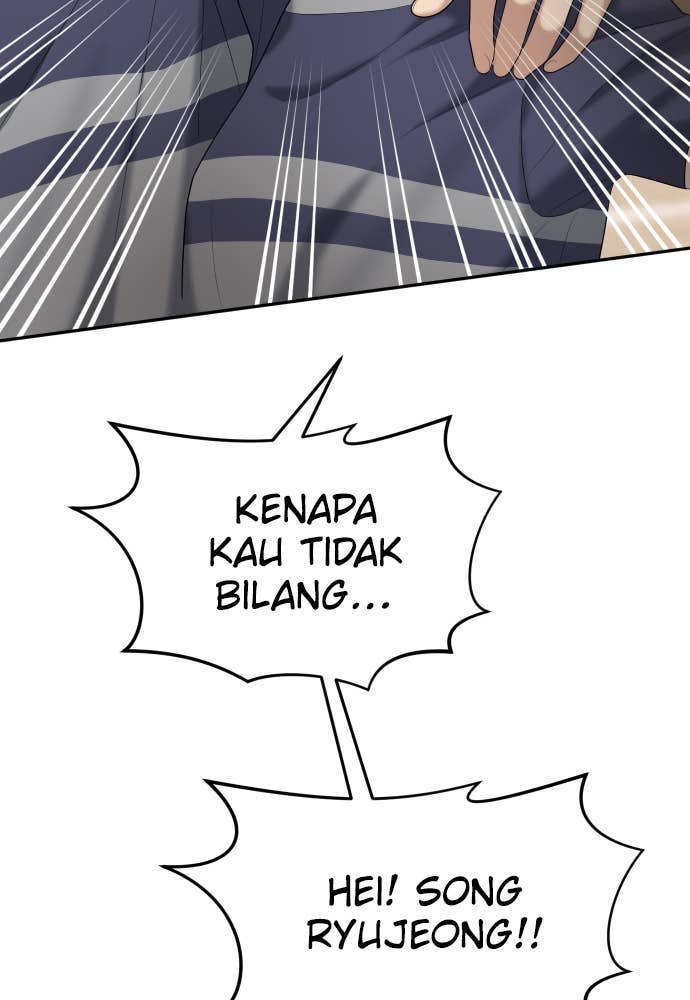 KENAPA
KAU TIDAK
BILANG...
HEI! SONG
RYUJEONG!!